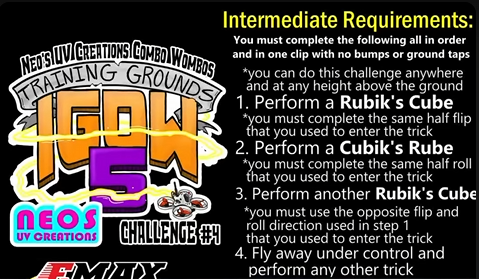 Neo's UV Creations Combo Wombos
TRAINING GROUNDS
IGOW
5
NEOS
UV CREATIONS
CHALLENGE #4
EMAX
Intermediate Requirements:
You must complete the following all in order
and in one clip with no bumps or ground taps
*you can do this challenge anywhere
and at any height above the ground
1. Perform a Rubik's Cube
*you must complete the same half flip
that you used to enter the trick
2. Perform a Cubik's Rube
*you must complete the same half roll
that you used to enter the trick
3. Perform another Rubik's Cube
*you must use the opposite flip and
roll direction used in step 1
that you used to enter the trick
4. Fly away under control and
perform any other trick